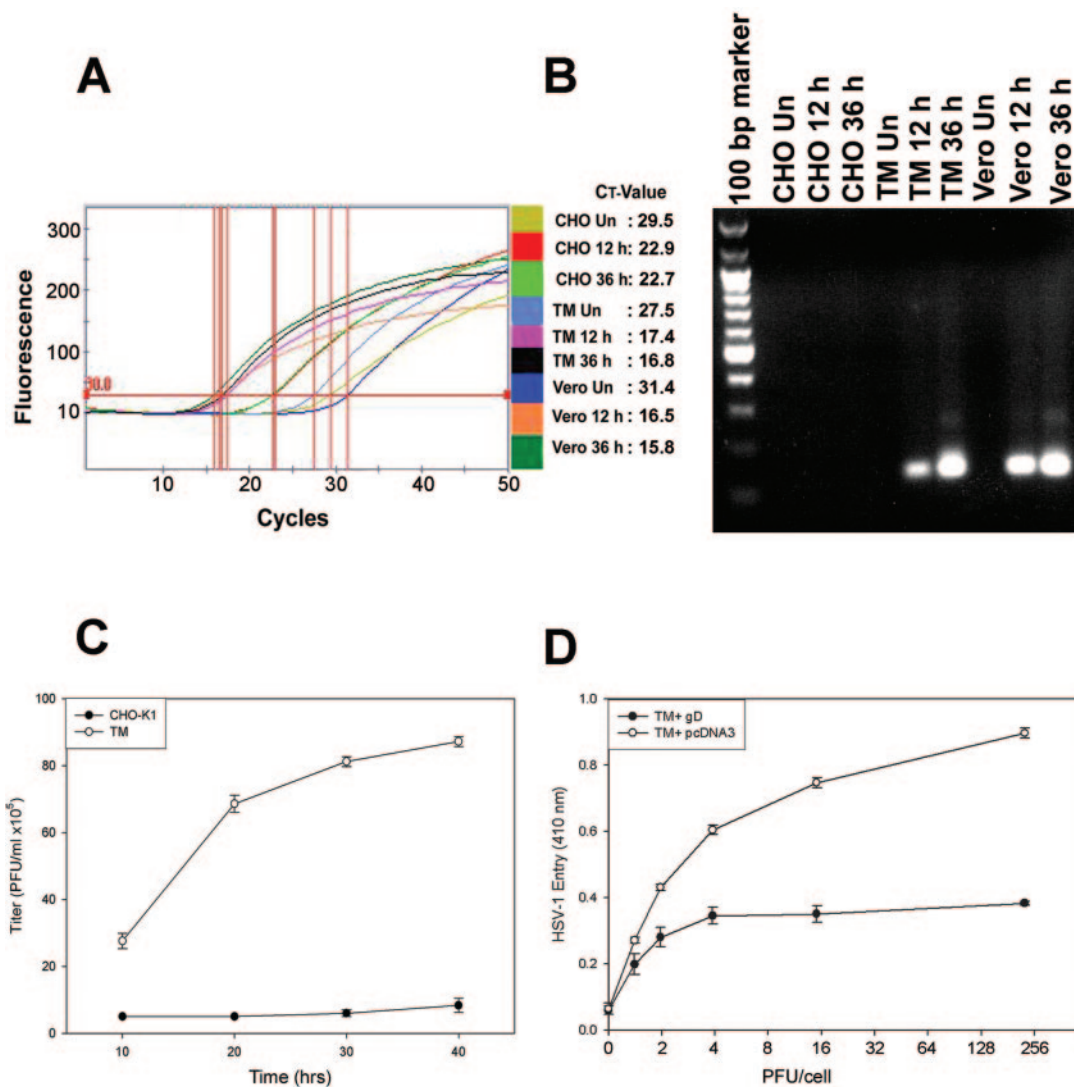 A
300
200
100
30.0
10
Fluorescence
10 20 30 40 50
Cycles
CT-Value
CHO Un : 29.5
CHO 12 h: 22.9
CHO 36 h: 22.7
TM Un : 27.5
TM 12 h : 17.4
TM 36 h : 16.8
Vero Un : 31.4
Vero 12 h : 16.5
Vero 36 h : 15.8
B
100 bp marker
CHO Un
CHO 12 h
CHO 36 h
TM Un
TM 12 h
TM 36 h
Vero Un
Vero 12 h
Vero 36 h
C
CHO-K1
TM
100
80
60
40
20
0
Titer (PFU/ml x10⁵)
10 20 30 40
Time (hrs)
D
TM+ gD
TM+ pcDNA3
1.0
0.8
0.6
0.4
0.2
0.0
HSV-1 Entry (410 nm)
0 2 4 8 16 32 64 128 256
PFU/cell